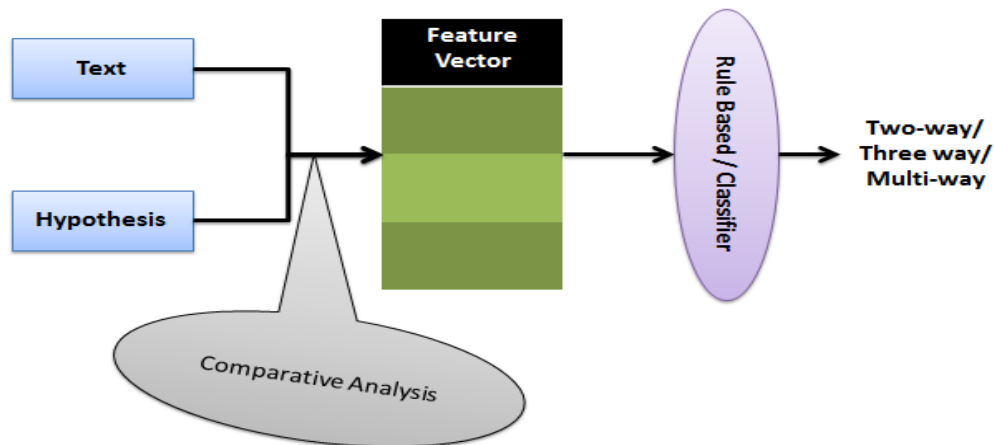 Text
Hypothesis
Feature
Vector
Rule Based / Classifier
Two-way/
Three way/
Multi-way
Comparative Analysis